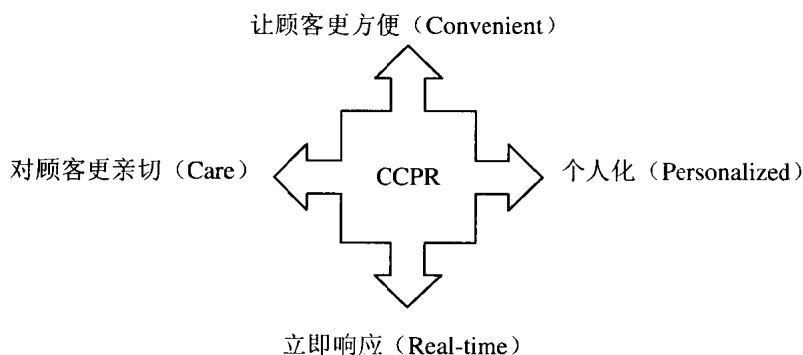 让顾客更方便（Convenient）
对顾客更亲切（Care）
CCPR
个人化（Personalized）
立即响应（Real-time）